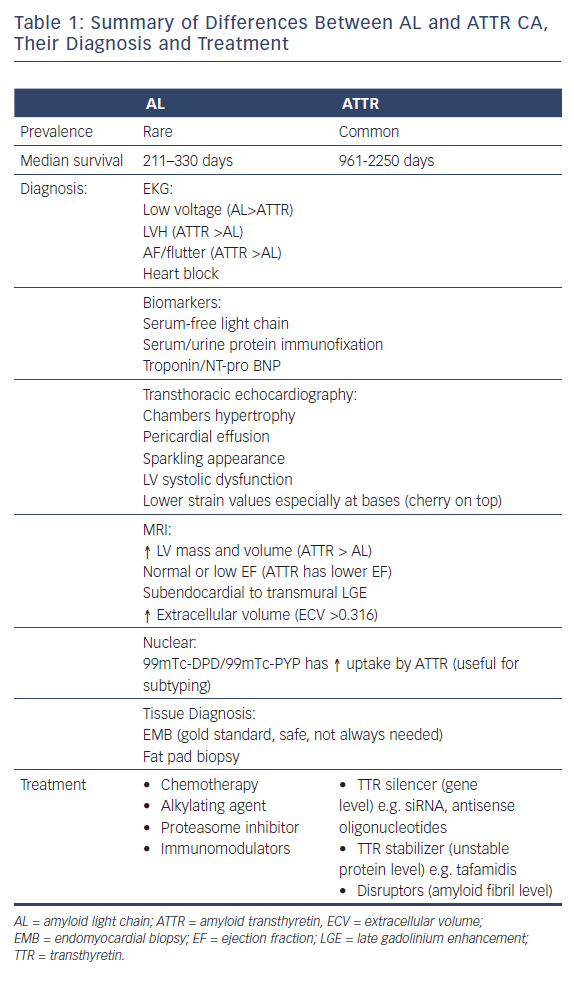 Table 1: Summary of Differences Between AL and ATTR CA,
Their Diagnosis and Treatment
AL ATTR
Prevalence Rare Common
Median survival 211–330 days 961-2250 days
Diagnosis: EKG:
Low voltage (AL>ATTR)
LVH (ATTR >AL)
AF/flutter (ATTR >AL)
Heart block
Biomarkers:
Serum-free light chain
Serum/urine protein immunofixation
Troponin/NT-pro BNP
Transthoracic echocardiography:
Chambers hypertrophy
Pericardial effusion
Sparkling appearance
LV systolic dysfunction
Lower strain values especially at bases (cherry on top)
MRI:
↑ LV mass and volume (ATTR > AL)
Normal or low EF (ATTR has lower EF)
Subendocardial to transmural LGE
↑ Extracellular volume (ECV >0.316)
Nuclear:
99mTc-DPD/99mTc-PYP has ↑ uptake by ATTR (useful for
subtyping)
Tissue Diagnosis:
EMB (gold standard, safe, not always needed)
Fat pad biopsy
Treatment
• Chemotherapy
• Alkylating agent
• Proteasome inhibitor
• Immunomodulators
• TTR silencer (gene
level) e.g. siRNA, antisense
oligonucleotides
• TTR stabilizer (unstable
protein level) e.g. tafamidis
• Disruptors (amyloid fibril level)
AL = amyloid light chain; ATTR = amyloid transthyretin, ECV = extracellular volume;
EMB = endomyocardial biopsy; EF = ejection fraction; LGE = late gadolinium enhancement;
TTR = transthyretin.